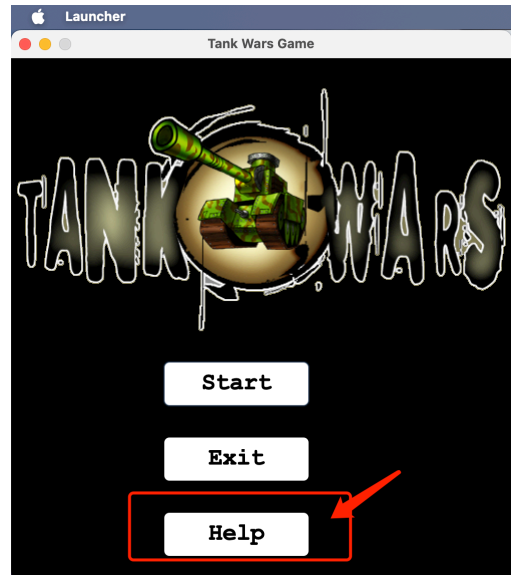 Launcher
Tank Wars Game
TANK WARS
Start
Exit
Help